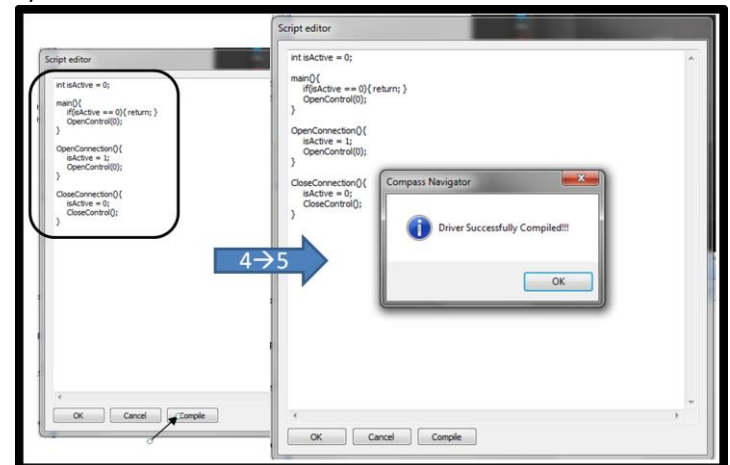 Script editor
int isActive = 0;
main(){
if(isActive == 0){ return; }
OpenControl(0);
}
OpenConnection(){
isActive = 1;
OpenControl(0);
}
CloseConnection(){
isActive = 0;
CloseControl();
}
OK Cancel Compile
4→5
Script editor
int isActive = 0;
main(){
if(isActive == 0){ return; }
OpenControl(0);
}
OpenConnection(){
isActive = 1;
OpenControl(0);
}
CloseConnection(){
isActive = 0;
CloseControl();
}
Compass Navigator
Driver Successfully Compiled!!!
OK
OK Cancel Compile